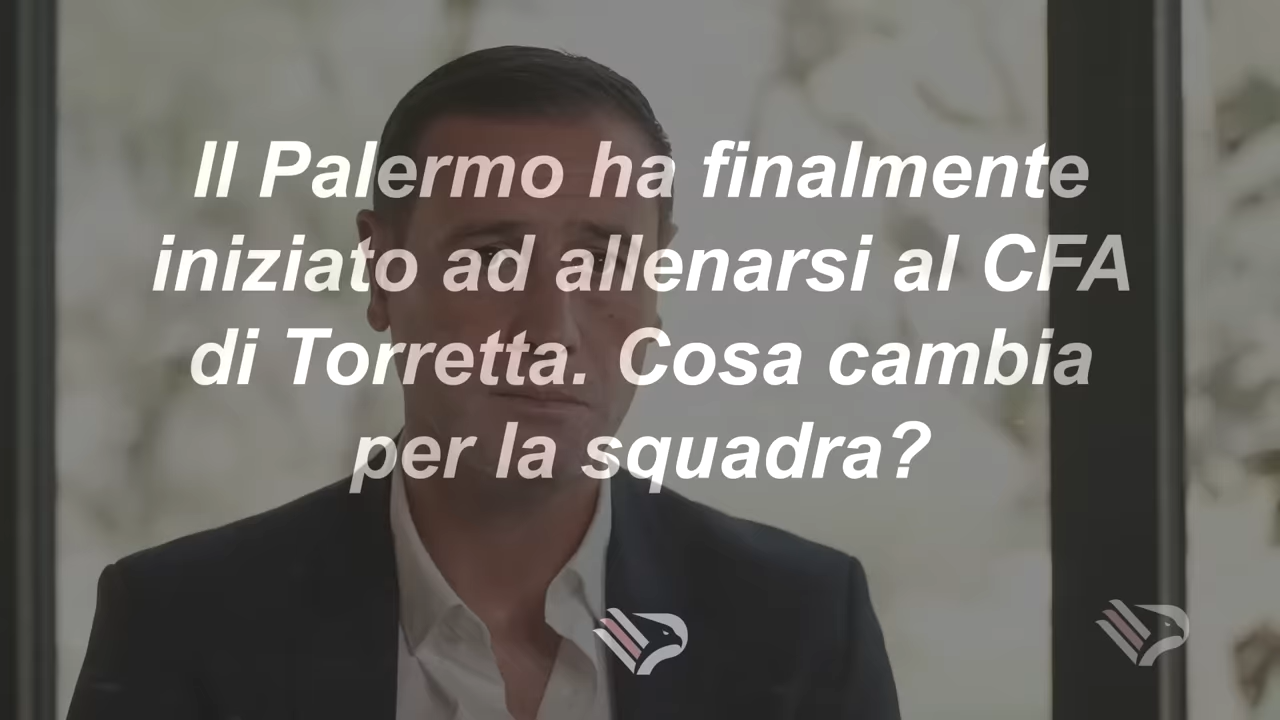 Il Palermo ha finalmente
iniziato ad allenarsi al CFA
di Torretta. Cosa cambia
per la squadra?